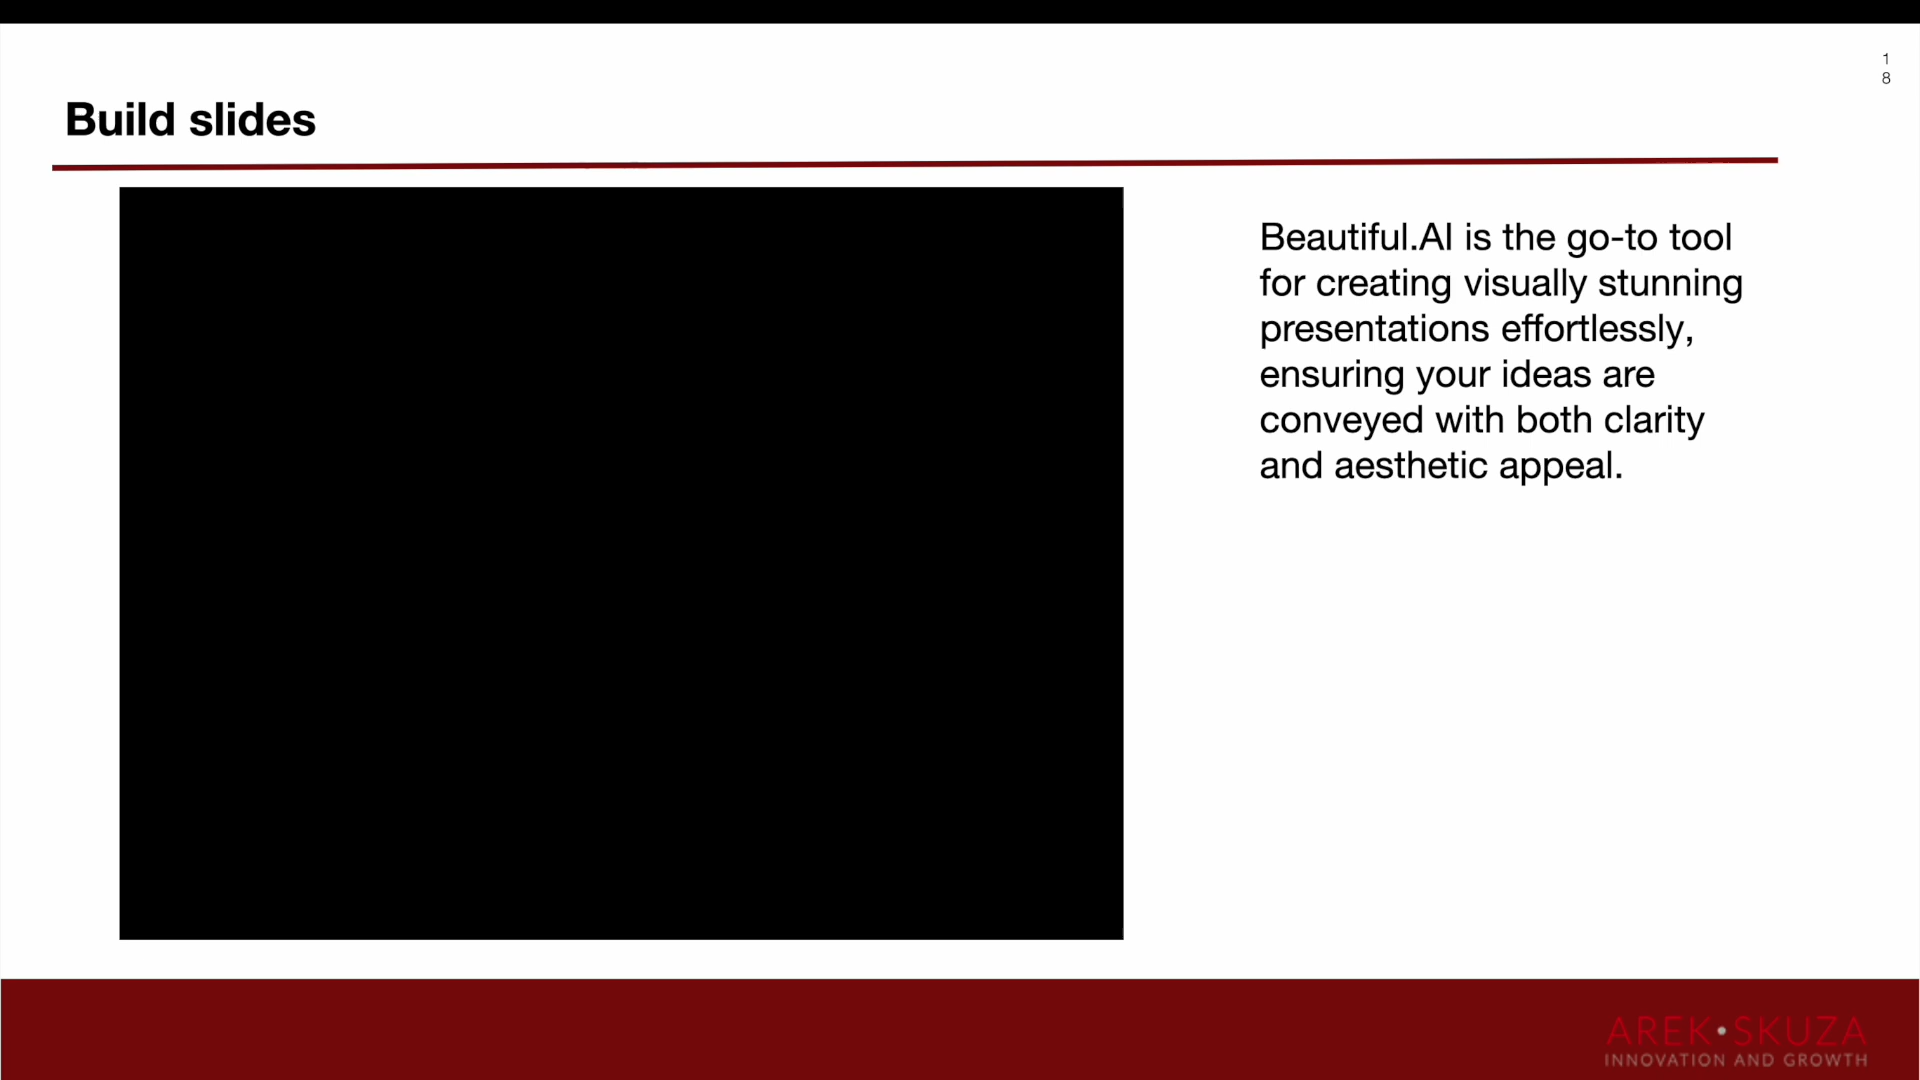 1
8
Build slides
Beautiful.AI is the go-to tool
for creating visually stunning
presentations effortlessly,
ensuring your ideas are
conveyed with both clarity
and aesthetic appeal.
AREK•SKUZA
INNOVATION AND GROWTH